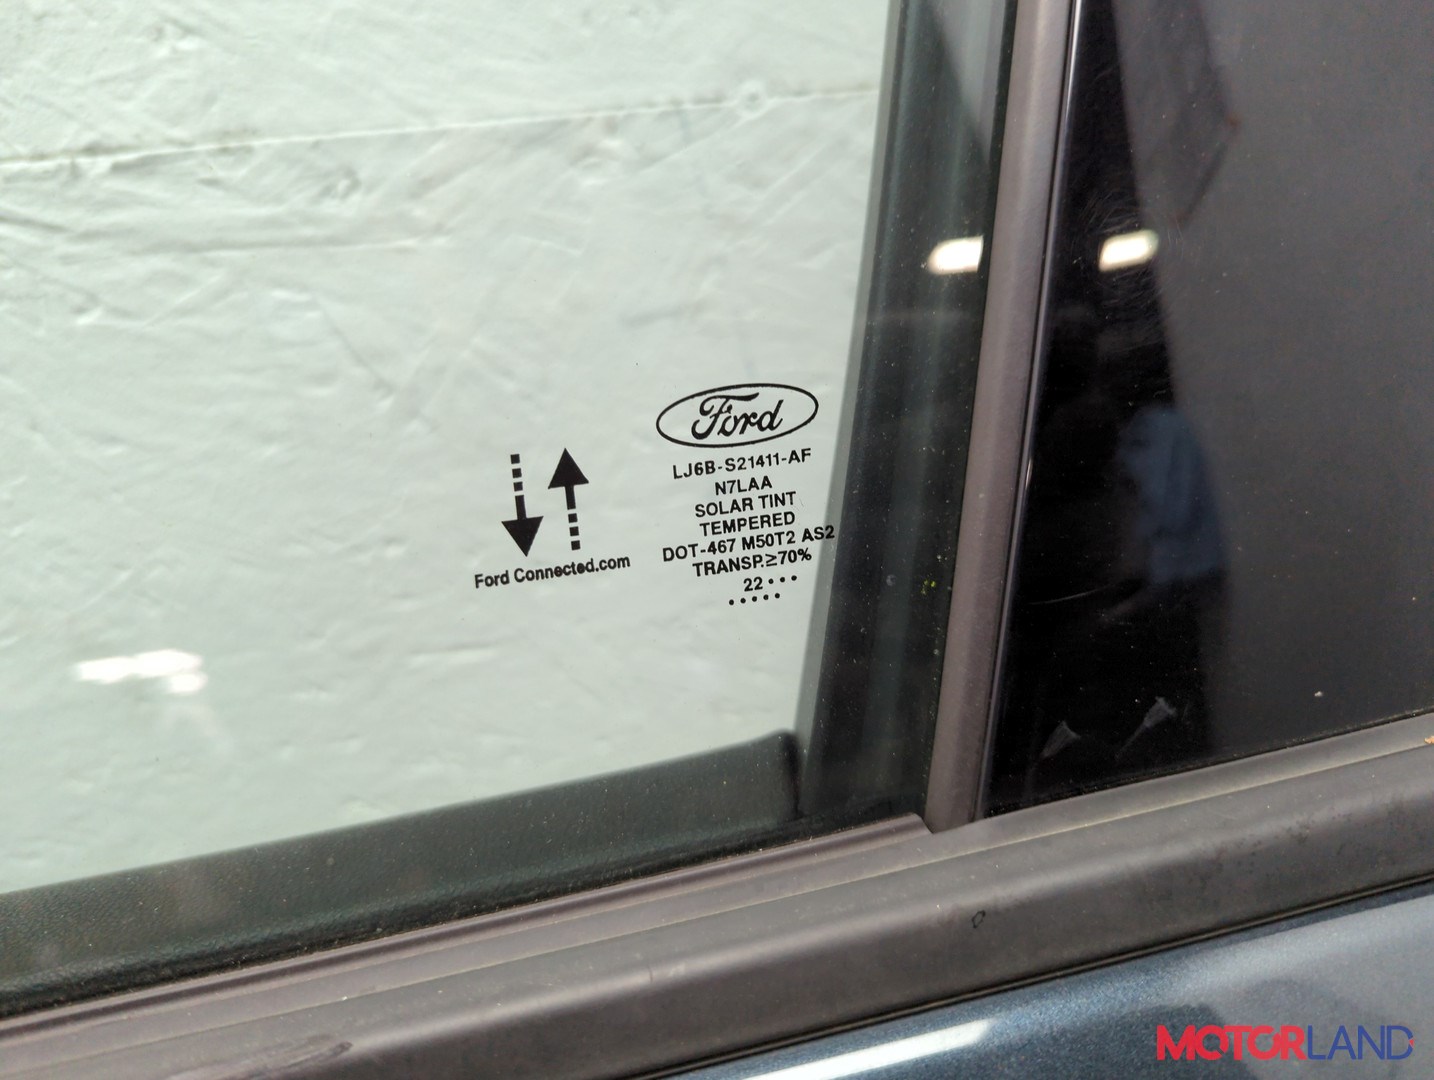 Ford
LJ6B-S21411-AF
N7LAA
SOLAR TINT
TEMPERED
DOT-467 M50T2 AS2
TRANSP.≥70%
22•••
•••••
Ford Connected.com
MOTORLAND